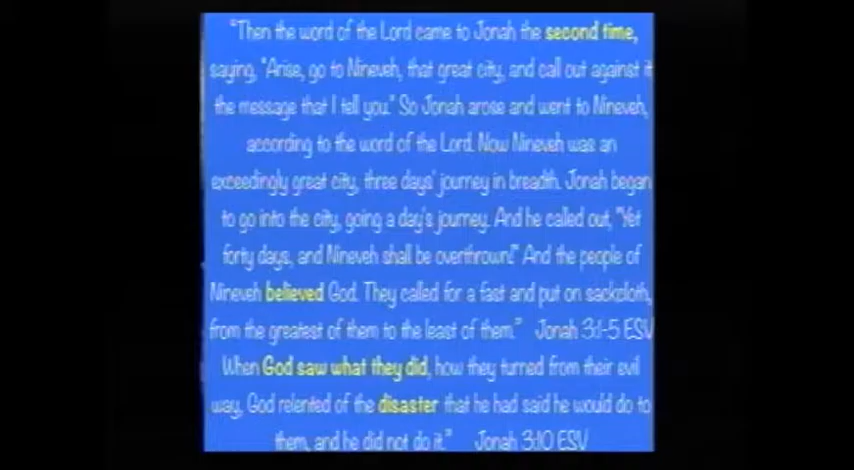 "Then the word of the Lord came to Jonah the second time,
saying, "Arise, go to Nineveh, that great city, and call out against it
the message that I tell you." So Jonah arose and went to Nineveh,
according to the word of the Lord. Now Nineveh was an
exceedingly great city, three days' journey in breadth. Jonah began
to go into the city, going a day's journey. And he called out, "Yet
forty days, and Nineveh shall be overthrown!" And the people of
Nineveh believed God. They called for a fast and put on sackcloth,
from the greatest of them to the least of them." Jonah 3:1-5 ESV
When God saw what they did, how they turned from their evil
way, God relented of the disaster that he had said he would do to
them, and he did not do it." Jonah 3:10 ESV